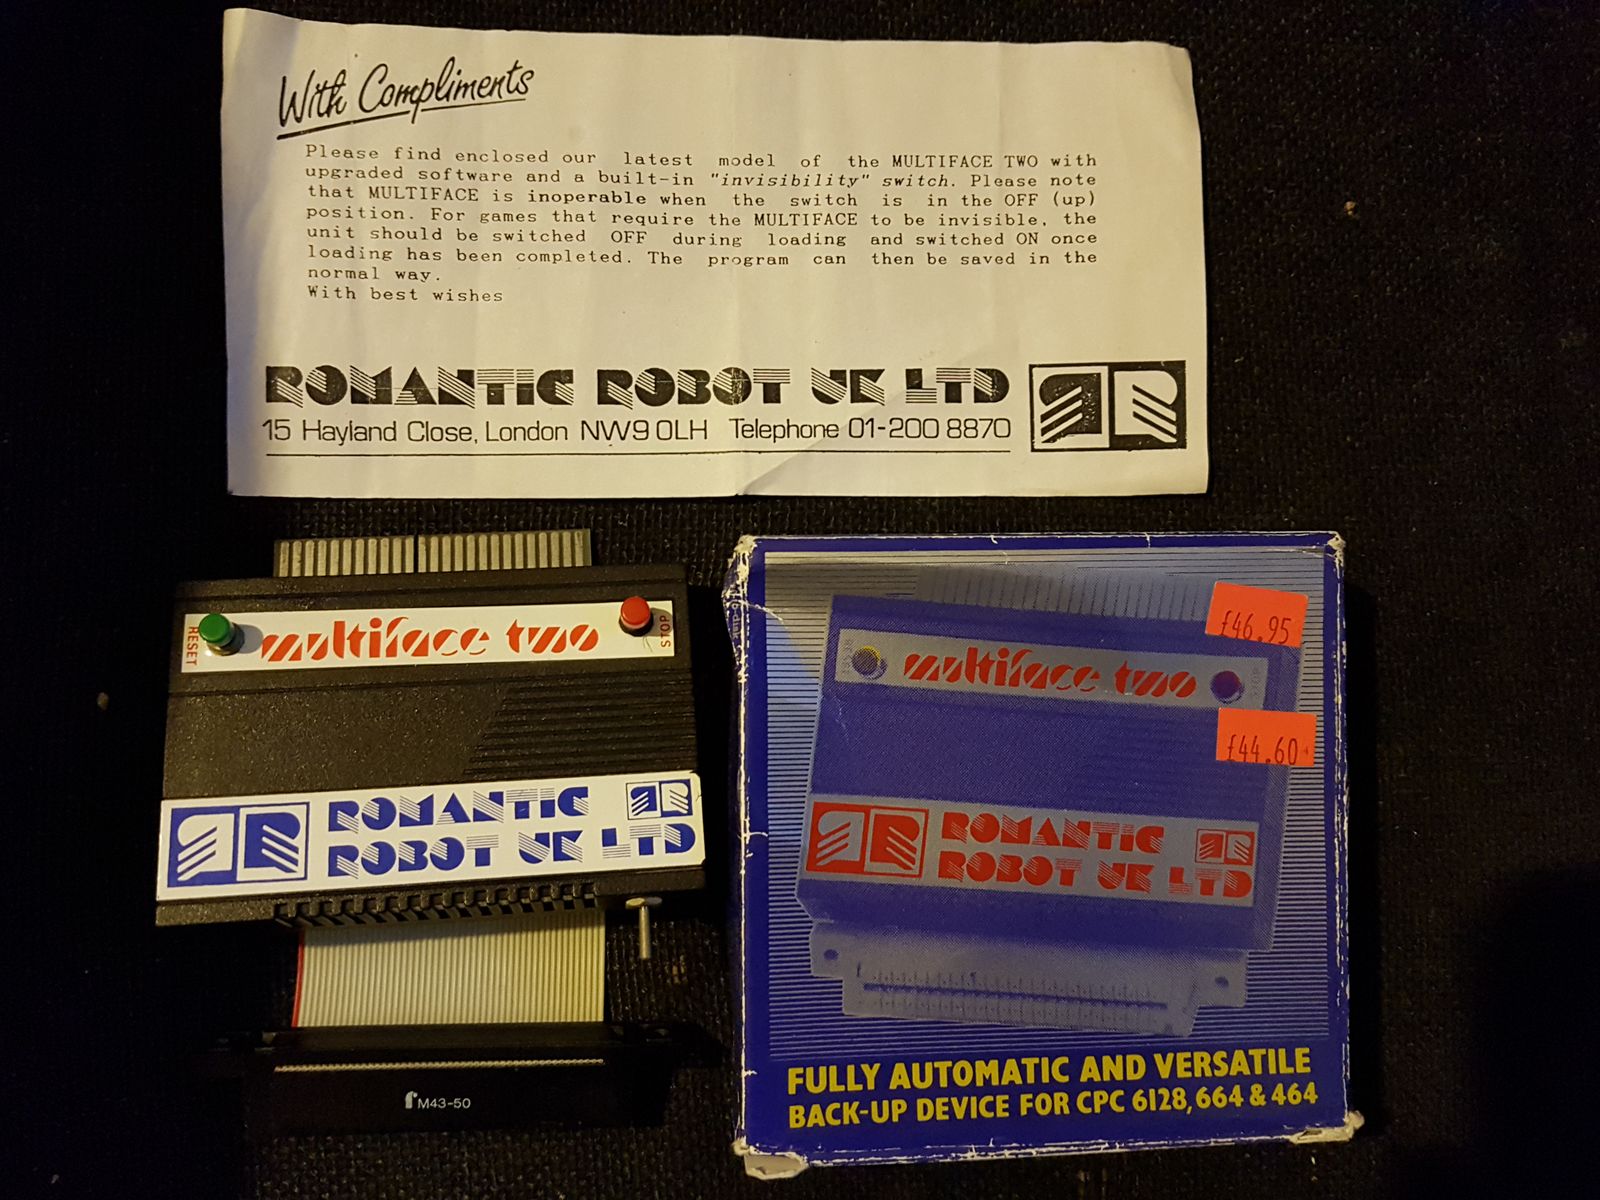 With Compliments
Please find enclosed our latest model of the MULTIFACE TWO with
upgraded software and a built-in "invisibility" switch. Please note
that MULTIFACE is inoperable when the switch is in the OFF (up)
position. For games that require the MULTIFACE to be invisible, the
unit should be switched OFF during loading and switched ON once
loading has been completed. The program can then be saved in the
normal way.
With best wishes
ROMANTIC ROBOT UK LTD
15 Hayland Close, London NW9 0LH Telephone 01-200 8870
RR
RESET
multiface two
STOP
RR
ROMANTIC
ROBOT UK LTD
RR
M43-50
£46.95
multiface two
£44.60
RR
ROMANTIC
ROBOT UK LTD
RR
FULLY AUTOMATIC AND VERSATILE
BACK-UP DEVICE FOR CPC 6128, 664 & 464